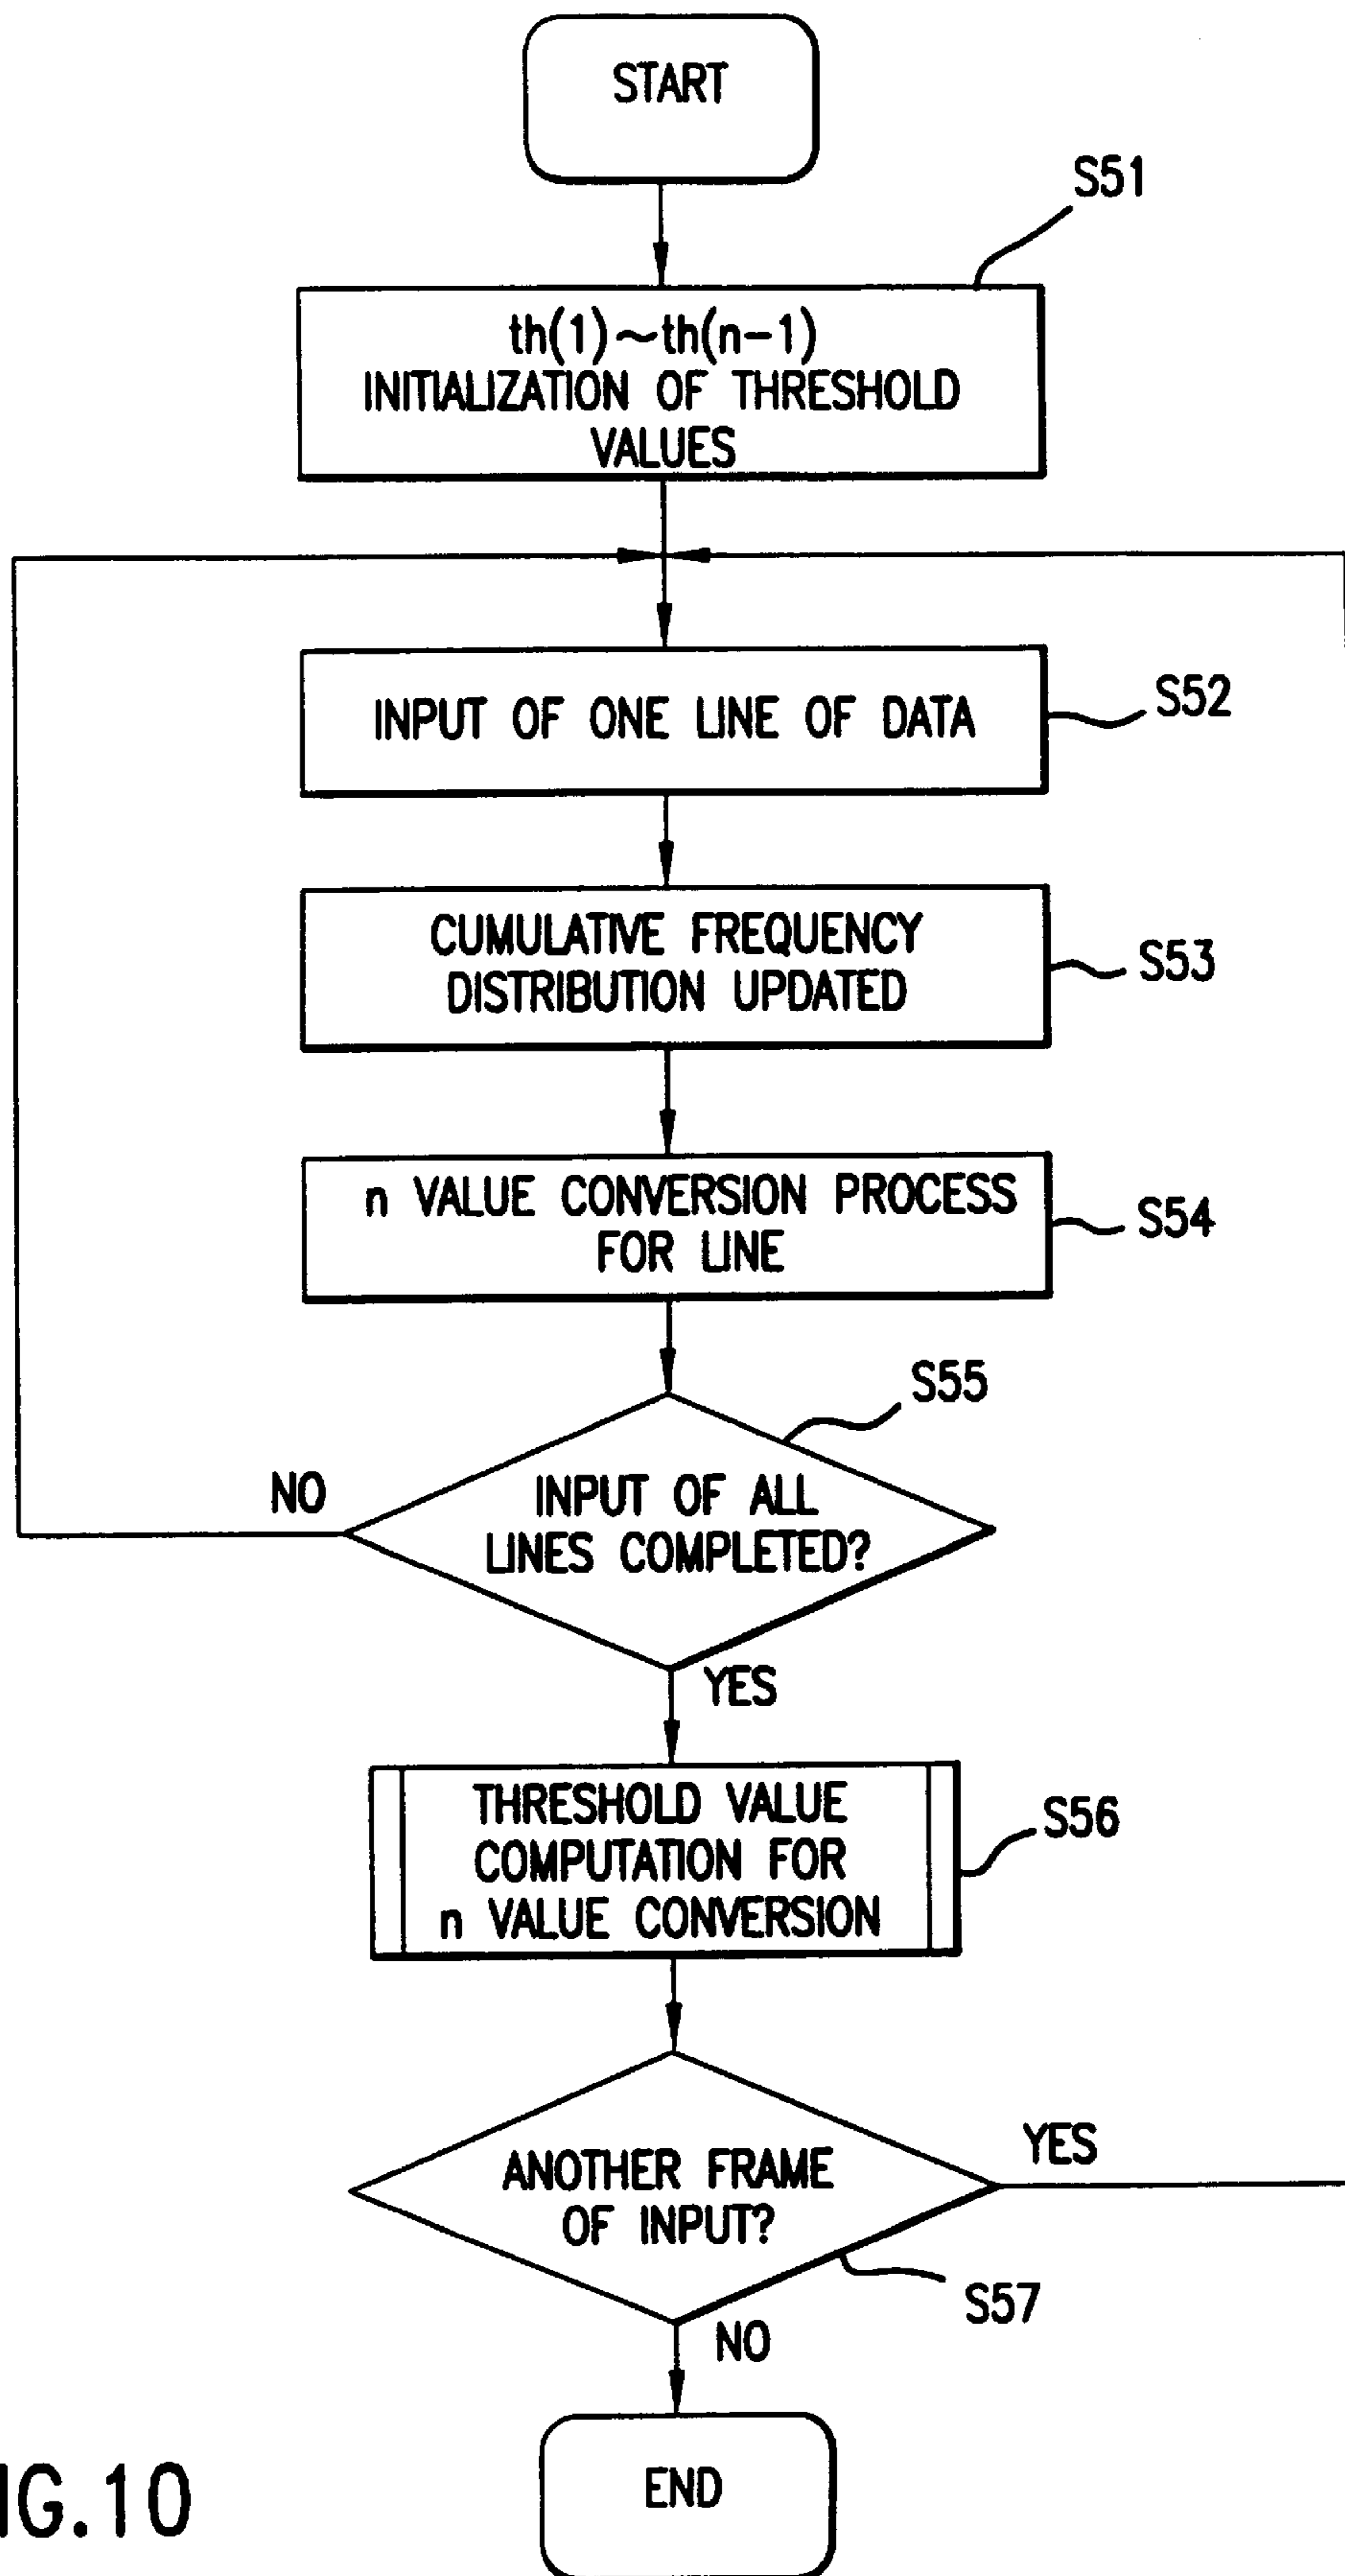 START
S51
th(1)~th(n-1)
INITIALIZATION OF THRESHOLD
VALUES
INPUT OF ONE LINE OF DATA
S52
CUMULATIVE FREQUENCY
DISTRIBUTION UPDATED
S53
n VALUE CONVERSION PROCESS
FOR LINE
S54
S55
NO
INPUT OF ALL
LINES COMPLETED?
YES
THRESHOLD VALUE
COMPUTATION FOR
n VALUE CONVERSION
S56
YES
ANOTHER FRAME
OF INPUT?
S57
NO
END
IG.10